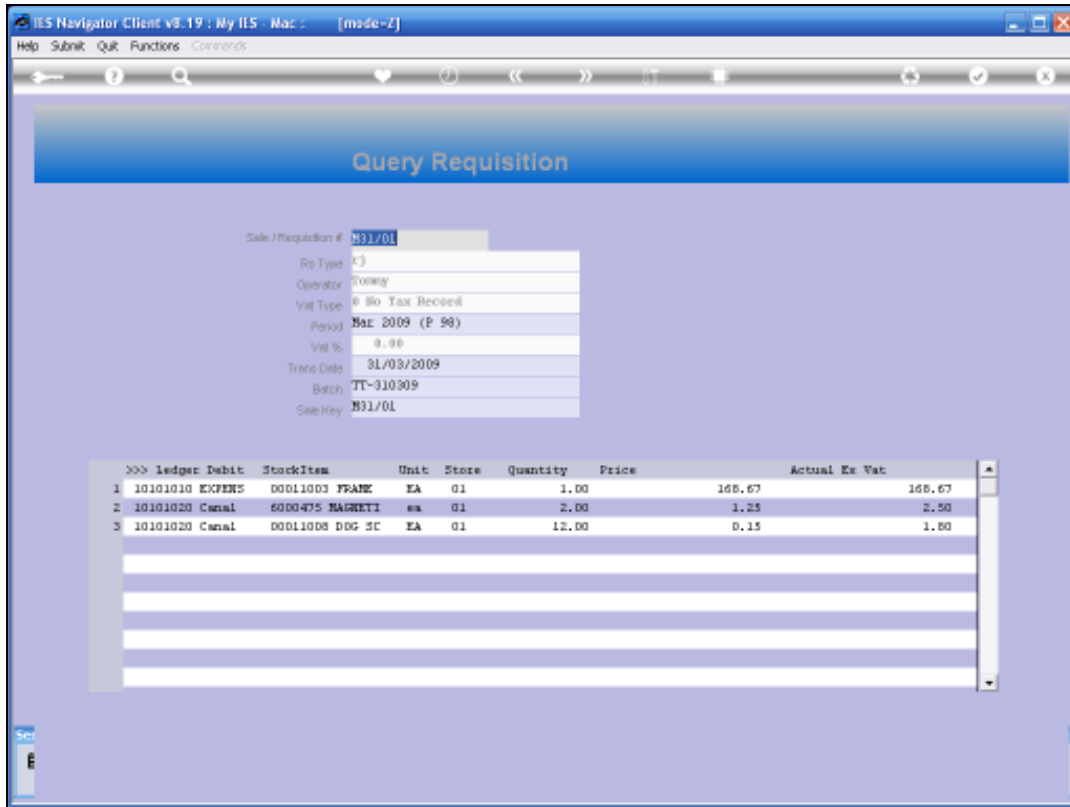 IES Navigator Client v8.19 : My IES - Mac : [mode=Z]
Help Submit Quit Functions Commands
Query Requisition
Sale / Requisition # N31/01
Rs Type
Operator Tommy
Vat Type 0 No Tax Record
Period Mar 2009 (P 98)
Vat % 0.00
Trans Date 31/03/2009
Batch TT-310309
Sale Key N31/01
>>> Ledger Debit StockItem Unit Store Quantity Price Actual Ex Vat
1 10101010 EXPENS D0011003 FRANK EA 01 1.00 168.67 168.67
2 10101020 Canal 6000475 MAGNETI ea 01 2.00 1.25 2.50
3 10101020 Canal D0011008 DOG SC EA 01 12.00 0.15 1.80